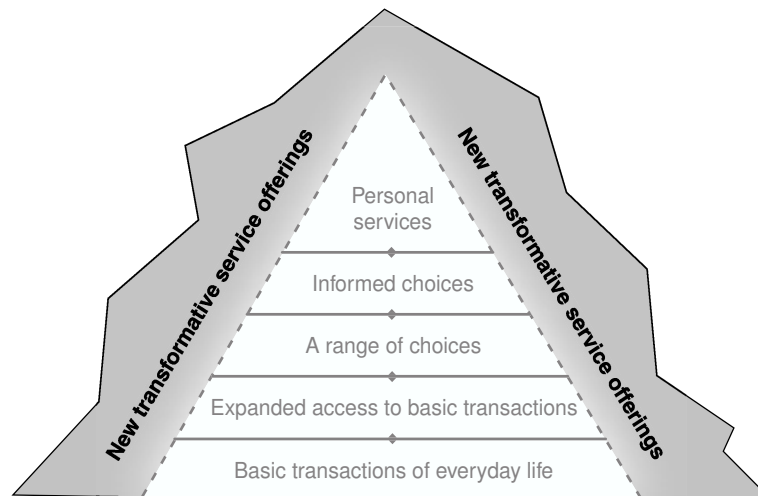 New transformative service offerings
New transformative service offerings
Personal
services
Informed choices
A range of choices
Expanded access to basic transactions
Basic transactions of everyday life